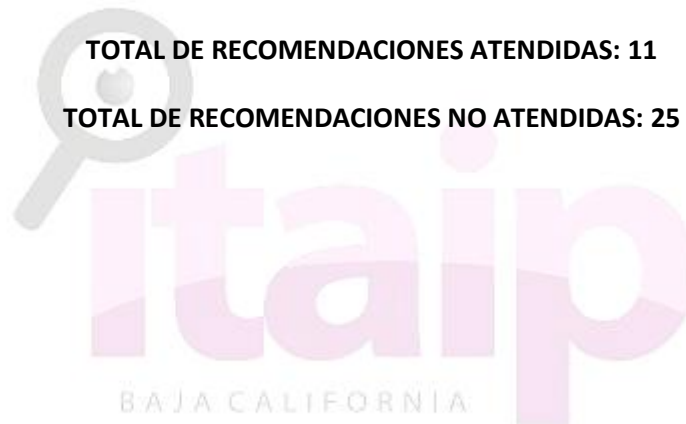 TOTAL DE RECOMENDACIONES ATENDIDAS: 11
TOTAL DE RECOMENDACIONES NO ATENDIDAS: 25
itaip
BAJA CALIFORNIA